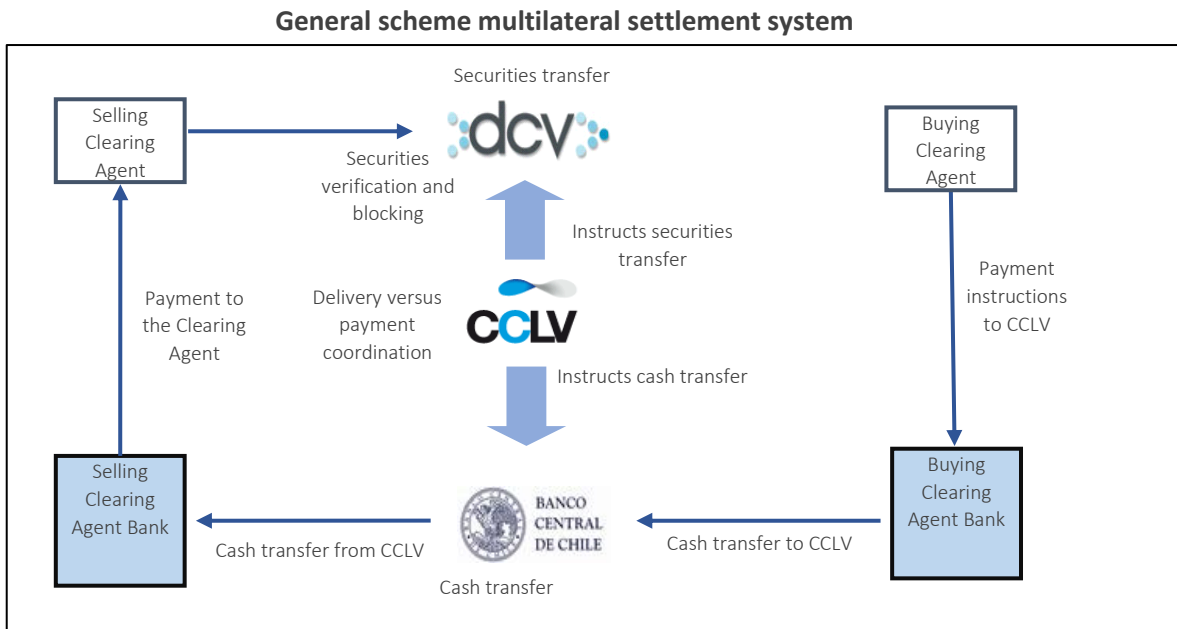 General scheme multilateral settlement system
Securities transfer
Selling
Clearing
Agent
dcv
Buying
Clearing
Agent
Securities
verification and
blocking
Instructs securities
transfer
Payment to
the Clearing
Agent
Delivery versus
payment
coordination
CCLV
Payment
instructions
to CCLV
Instructs cash transfer
Selling
Clearing
Agent Bank
BANCO
CENTRAL
DE CHILE
Buying
Clearing
Agent Bank
Cash transfer from CCLV
Cash transfer to CCLV
Cash transfer